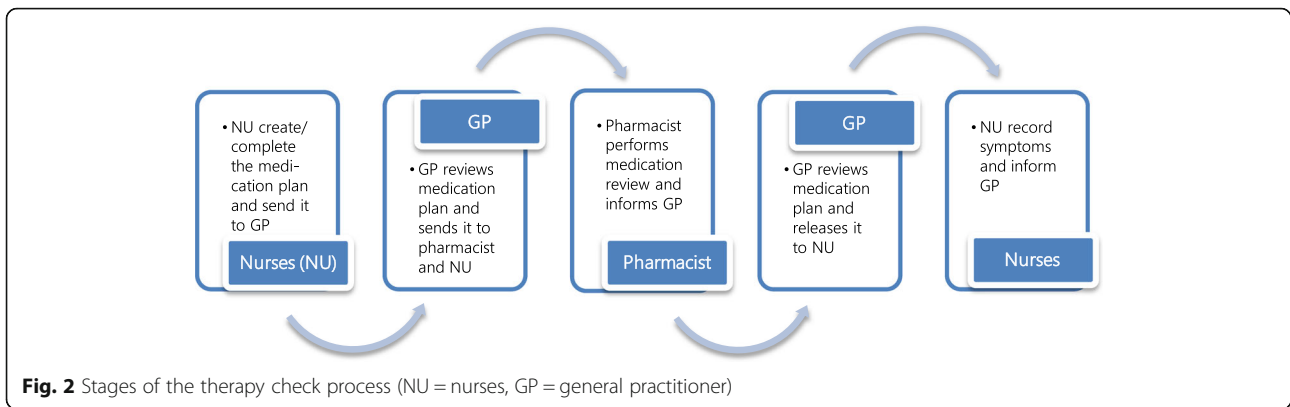 • NU create/
complete
the medi-
cation plan
and send it
to GP
Nurses (NU)
GP
• GP reviews
medication
plan and
sends it to
pharmacist
and NU
• Pharmacist
performs
medication
review and
informs GP
Pharmacist
GP
• GP reviews
medication
plan and
releases it
to NU
• NU record
symptoms
and inform
GP
Nurses
Fig. 2 Stages of the therapy check process (NU = nurses, GP = general practitioner)